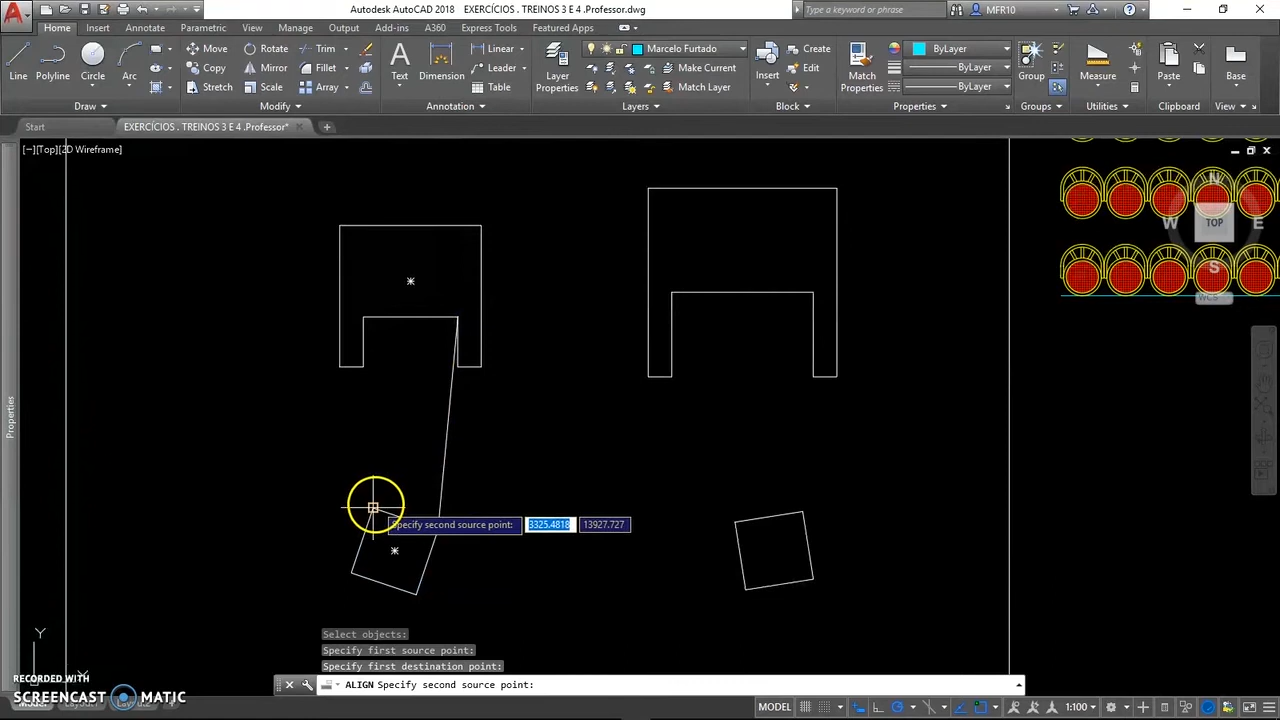 Autodesk AutoCAD 2018 EXERCÍCIOS . TREINOS 3 E 4 .Professor.dwg
Type a keyword or phrase
MFR10
Home Insert Annotate Parametric View Manage Output Add-ins A360 Express Tools Featured Apps
Line Polyline Circle Arc
Move Rotate Trim
Copy Mirror Fillet
Stretch Scale Array
Text Dimension
Linear
Leader
Table
Layer Properties
Marcelo Furtado
Make Current
Match Layer
Insert
Create
Edit
Match Properties
ByLayer
ByLayer
ByLayer
Group
Measure
Paste
Base
Draw Modify Annotation Layers Block Properties Groups Utilities Clipboard View
Start EXERCÍCIOS . TREINOS 3 E 4 .Professor*
[−][Top][2D Wireframe]
N
W TOP E
S
WCS
Properties
Specify second source point: 3325.4818 13927.727
Y
Select objects:
Specify first source point:
Specify first destination point:
ALIGN Specify second source point:
RECORDED WITH
SCREENCAST MATIC
MODEL 1:100